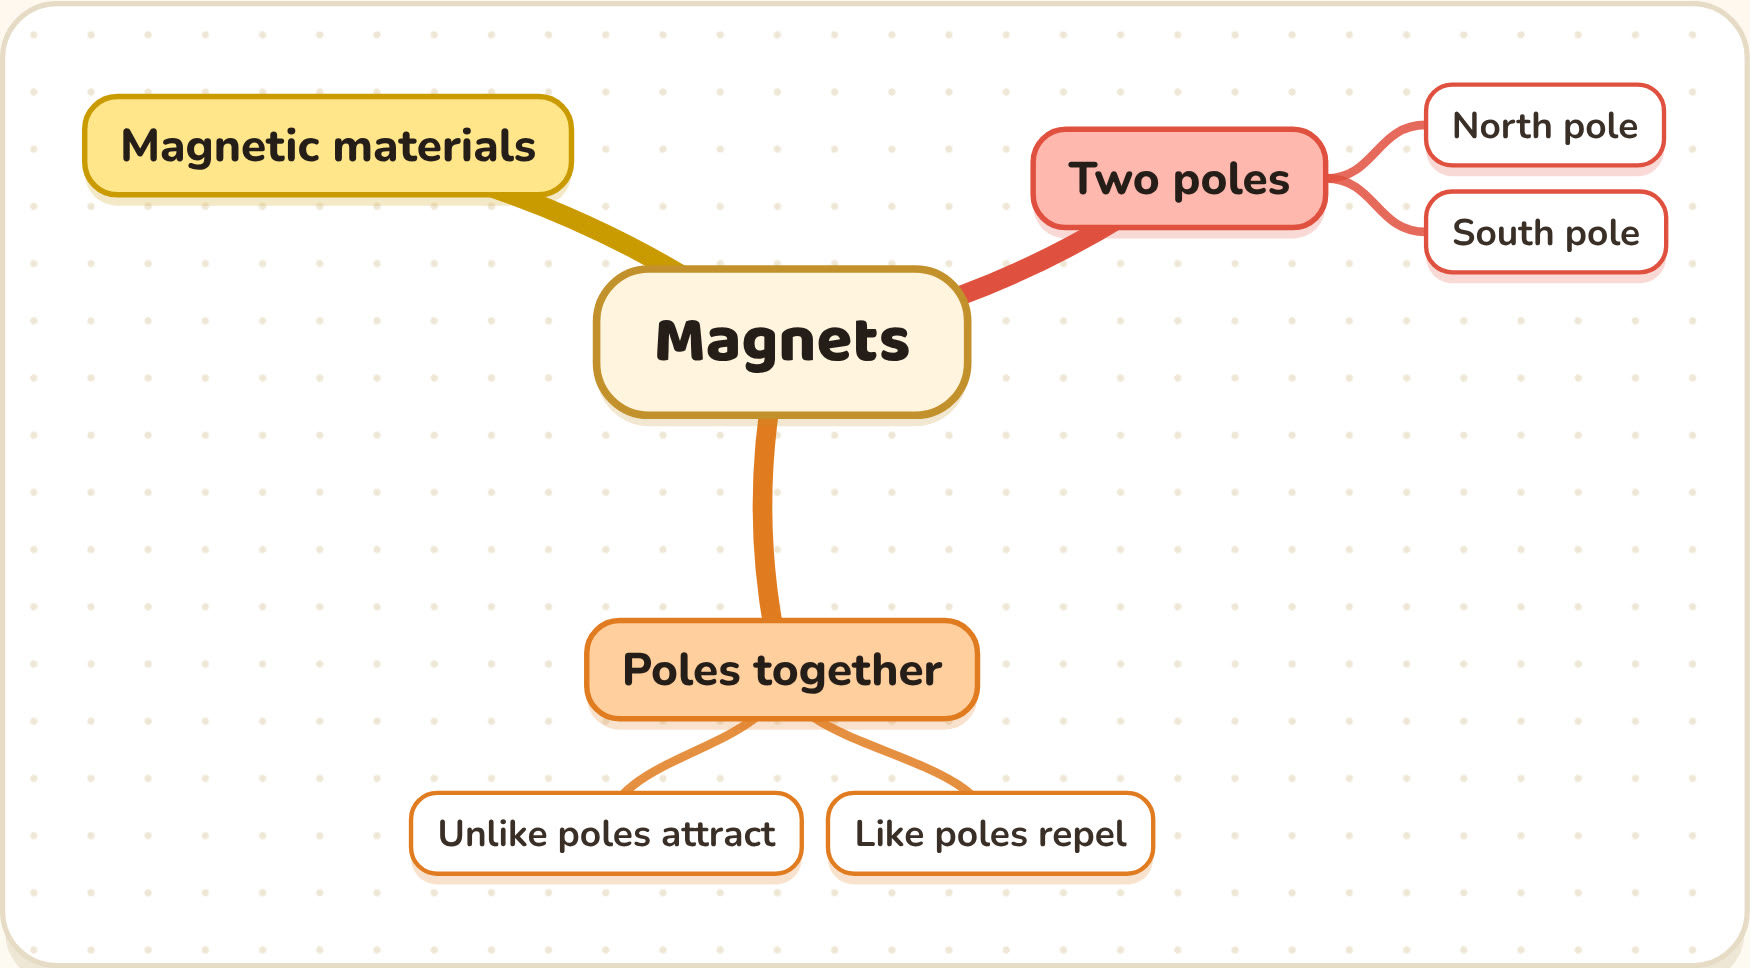 Magnetic materials
Two poles
North pole
South pole
Magnets
Poles together
Unlike poles attract
Like poles repel